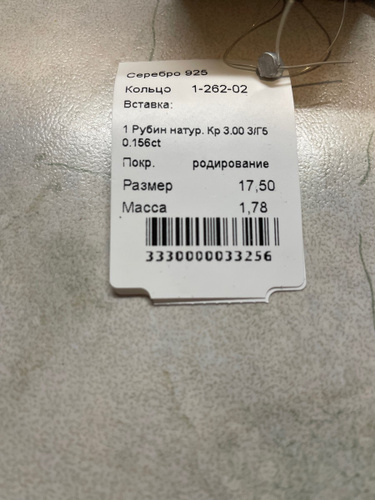 Серебро 925
Кольцо 1-262-02
Вставка:
1 Рубин натур. Кр 3.00 3/Г5
0.156ct
Покр. родирование
Размер 17,50
Масса 1,78
3330000033256